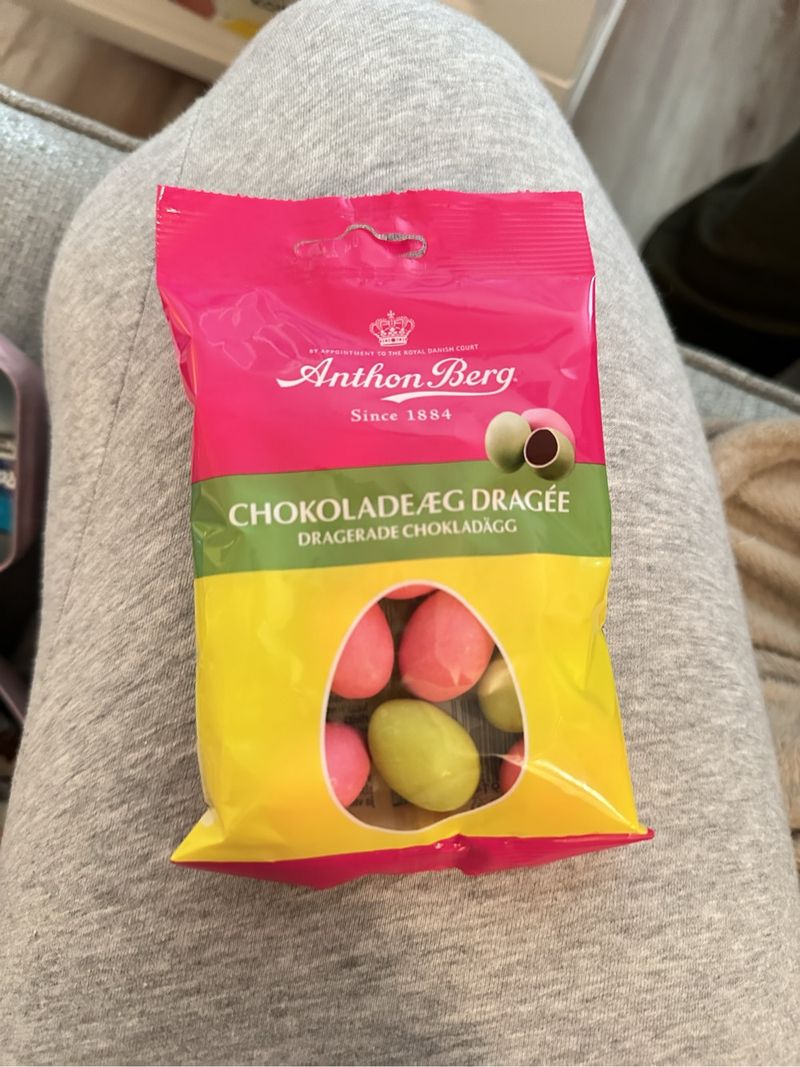 BY APPOINTMENT TO THE ROYAL DANISH COURT
Anthon Berg
Since 1884
CHOKOLADEÆG DRAGÉE
DRAGERADE CHOKLADÄGG